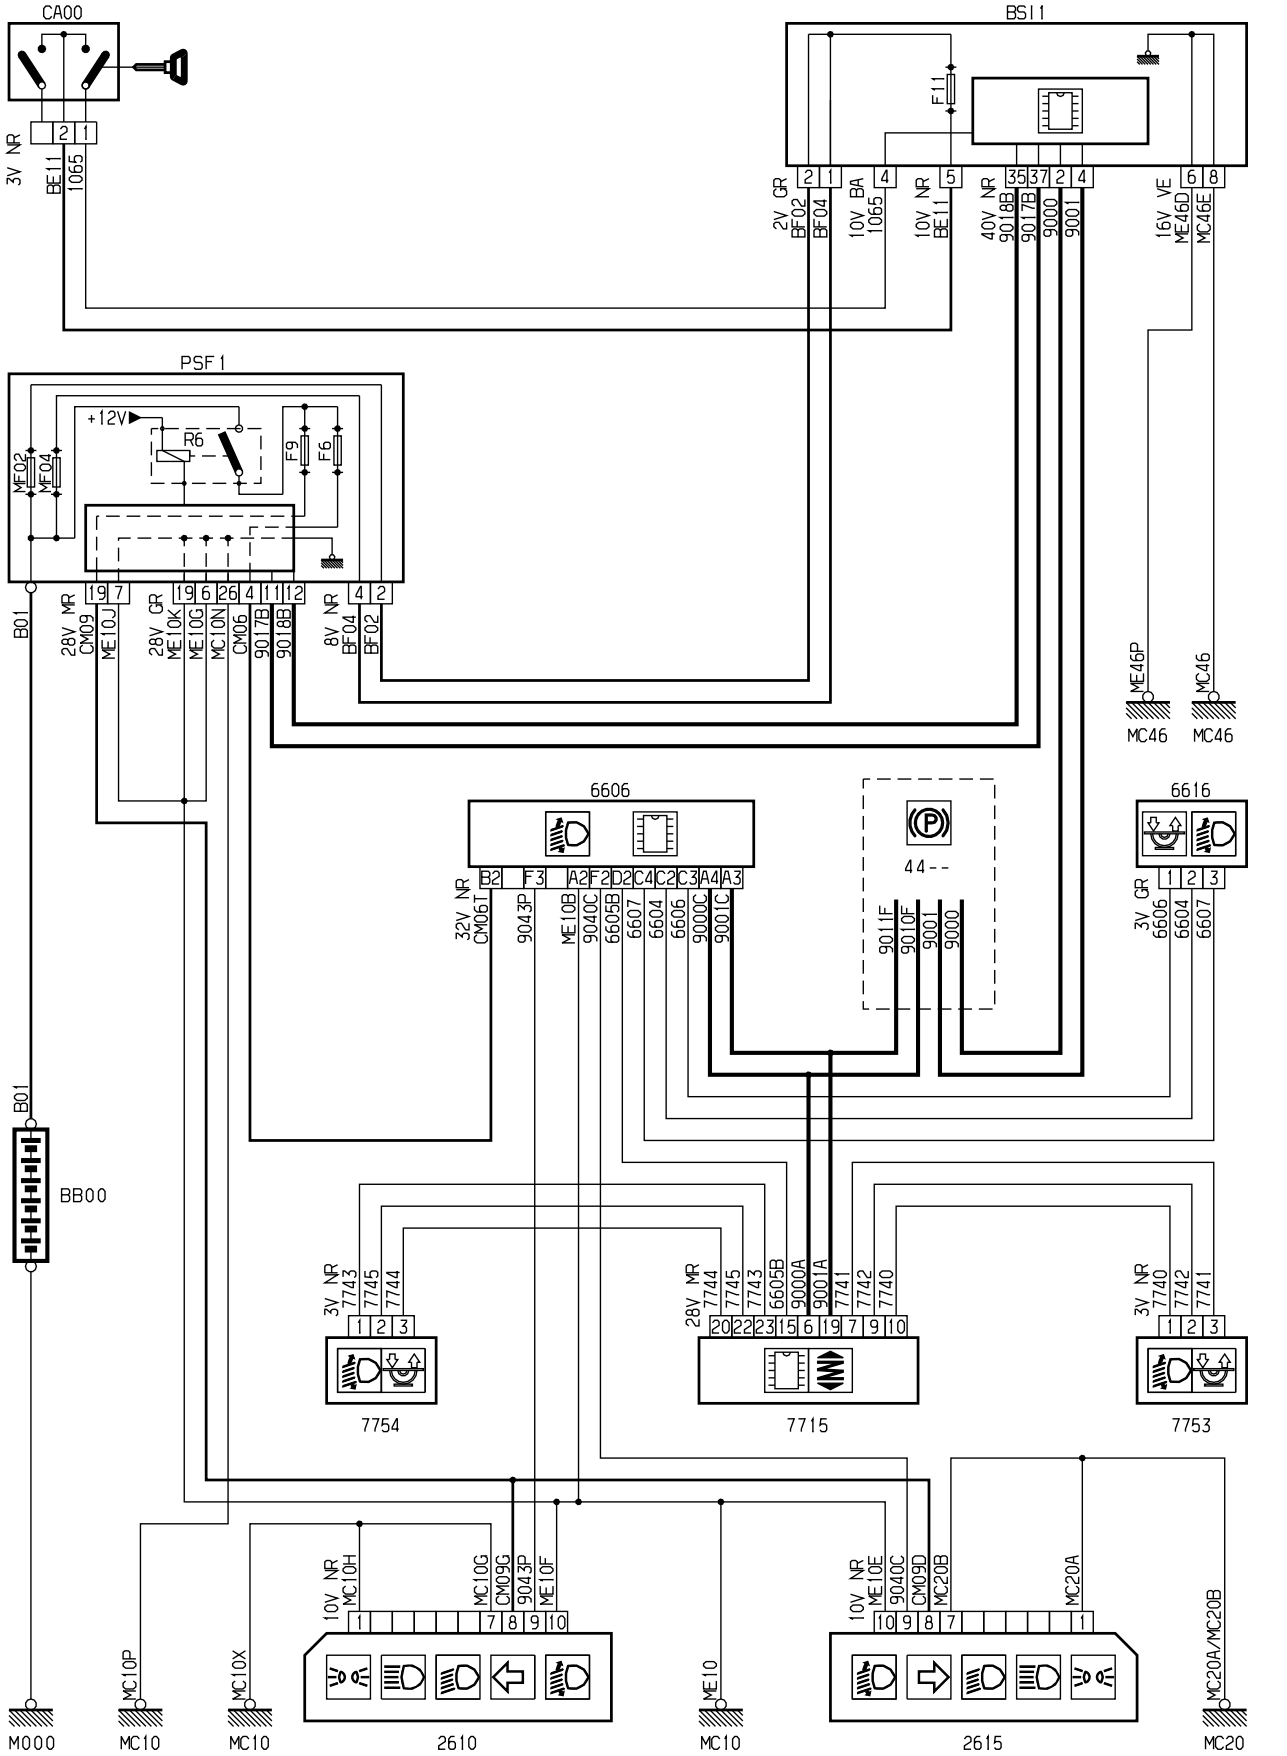 CA00
BSI1
F11
2
1
3V NR
BE11
1065
2
1
4
5
35
37
2
4
6
8
2V GR
BF02
BF04
10V BA
1065
10V NR
BE11
40V NR
9018B
9017B
9000
9001
16V VE
ME46D
MC46E
PSF1
+12V
R6
F9
F6
MF02
MF04
19
7
19
6
26
4
11
12
4
2
B01
28V MR
CM09
ME10J
28V GR
ME10K
ME10G
MC10N
CM06
9017B
9018B
8V NR
BF04
BF02
ME46P
MC46
MC46
MC46
6606
6616
P
44--
B2
F3
A2
F2
D2
C4
C2
C3
A4
A3
1
2
3
32V NR
CM06T
9043P
ME10B
9040C
6605B
6607
6604
6606
9000C
9001C
9011F
9010F
9001
9000
3V GR
6606
6604
6607
B01
BB00
3V NR
7743
7745
7744
28V MR
7744
7745
7743
6605B
9000A
9001A
7741
7742
7740
3V NR
7740
7742
7741
1
2
3
20
22
23
15
6
19
7
9
10
1
2
3
7754
7715
7753
10V NR
MC10H
MC10G
CM09G
9043P
ME10F
10V NR
ME10E
9040C
CM09D
MC20B
MC20A
1
7
8
9
10
10
9
8
7
1
MC10P
MC10X
ME10
MC20A/MC20B
M000
MC10
MC10
2610
MC10
2615
MC20